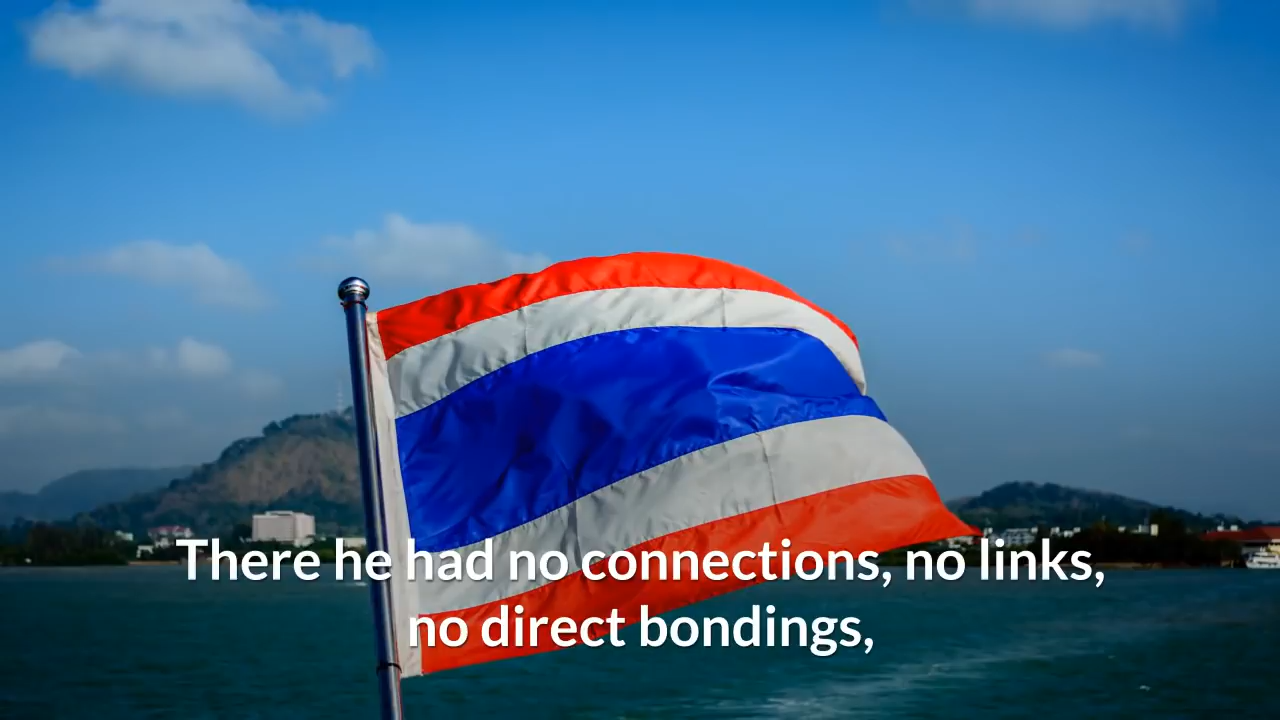 There he had no connections, no links,
no direct bondings,